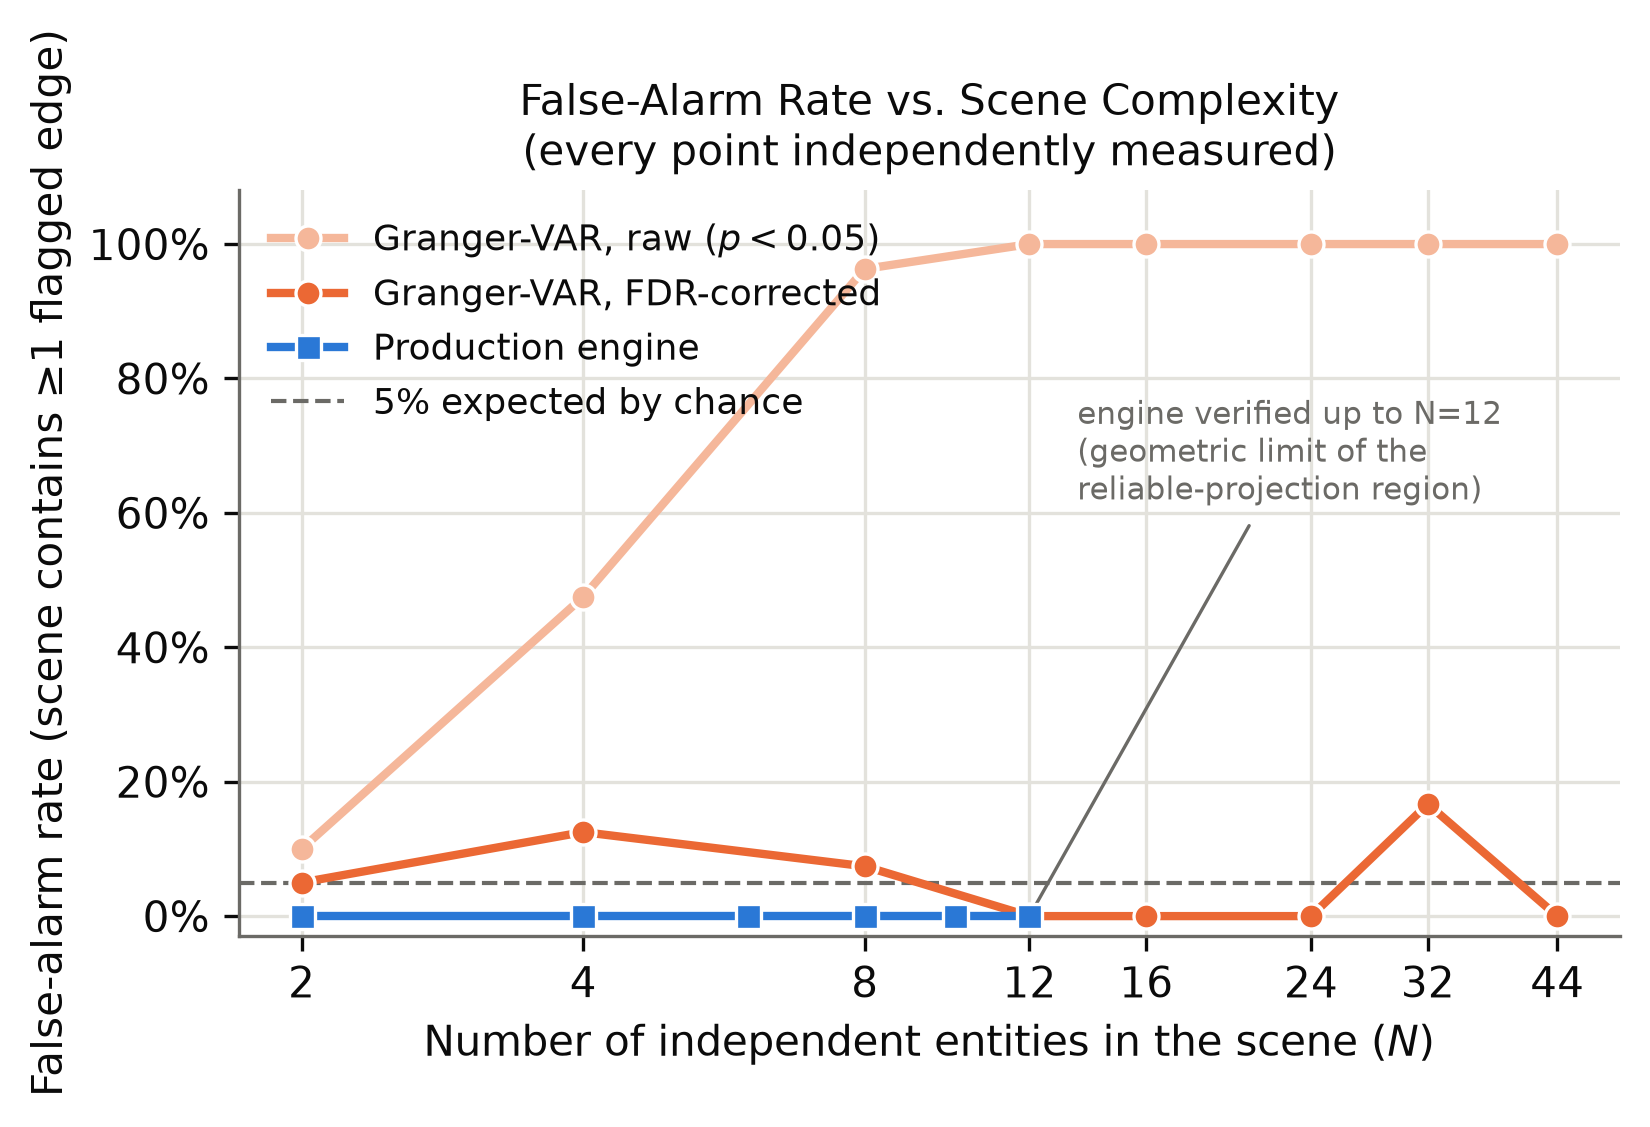 False-Alarm Rate vs. Scene Complexity
(every point independently measured)
False-alarm rate (scene contains ≥1 flagged edge)
100%
80%
60%
40%
20%
0%
Granger-VAR, raw (p < 0.05)
Granger-VAR, FDR-corrected
Production engine
5% expected by chance
engine verified up to N=12
(geometric limit of the
reliable-projection region)
2 4 8 12 16 24 32 44
Number of independent entities in the scene (N)